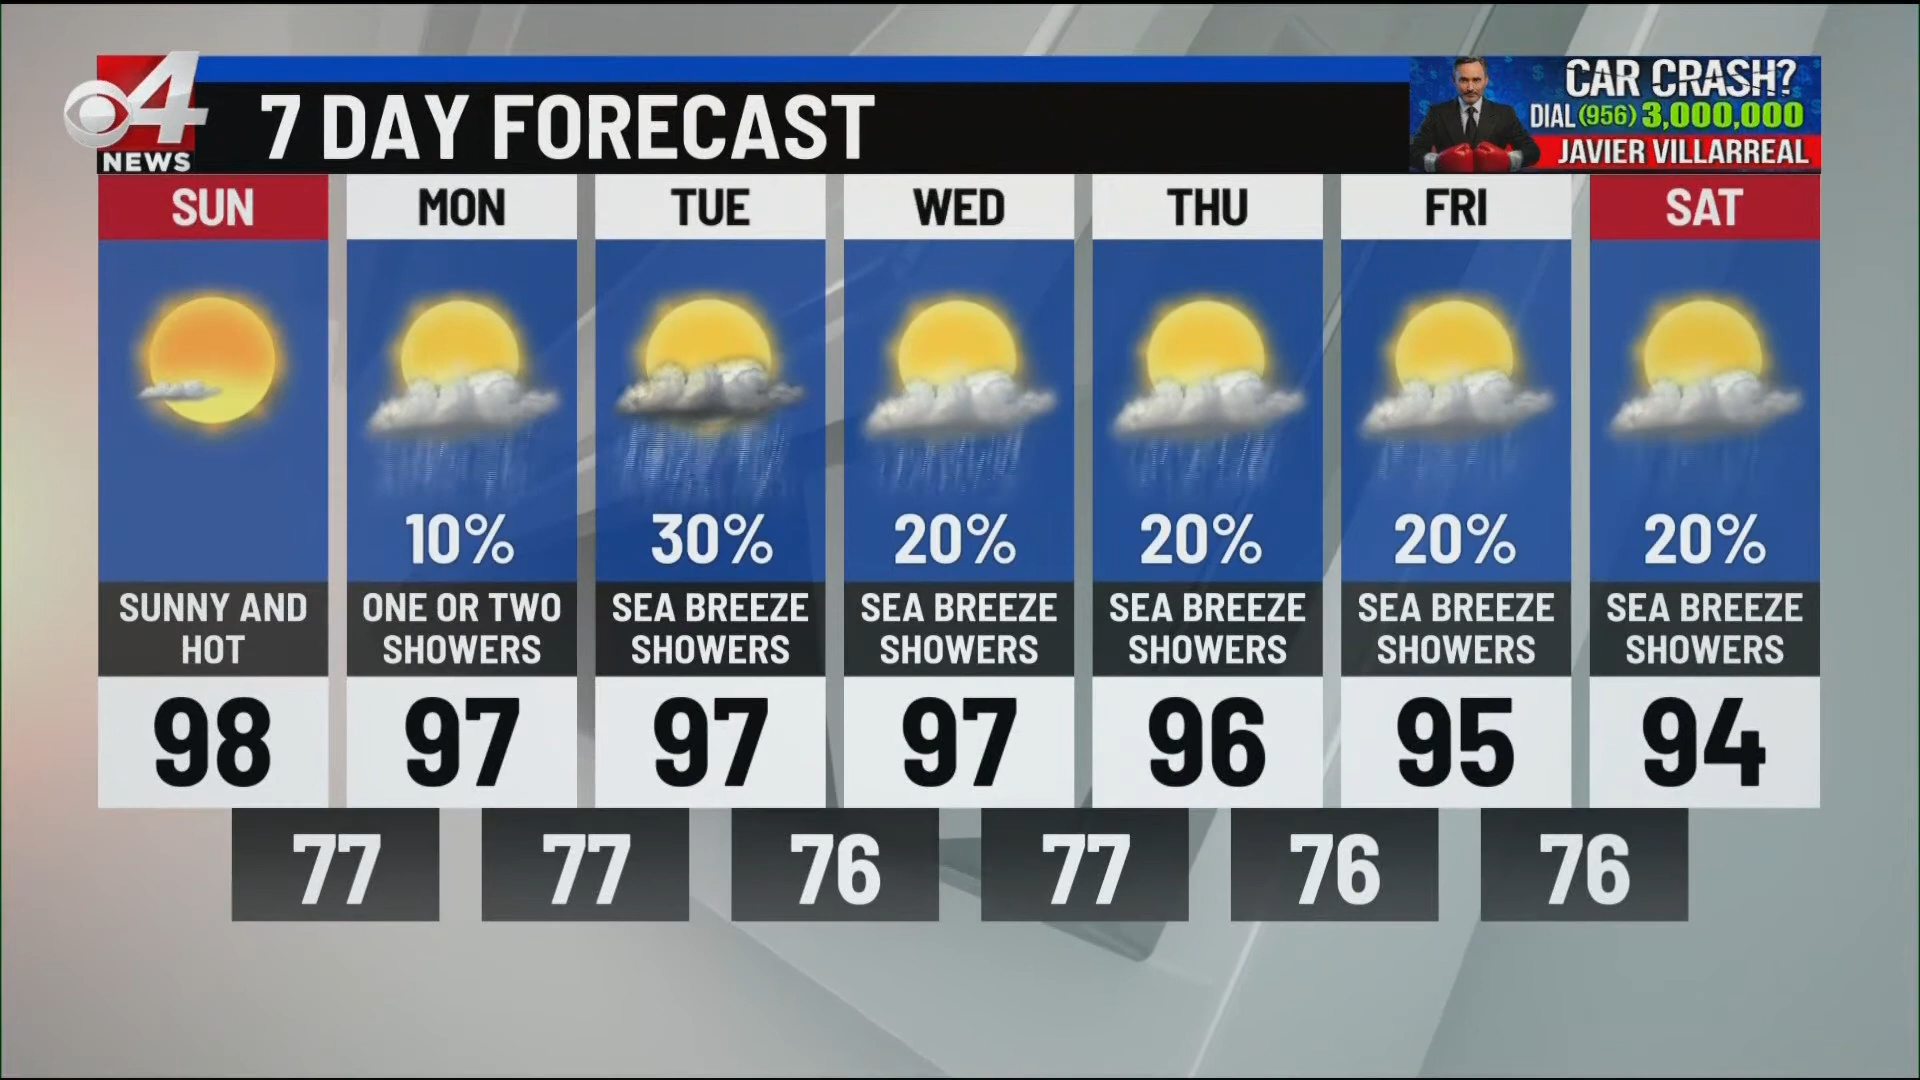 4
NEWS
7 DAY FORECAST
CAR CRASH?
DIAL (956) 3,000,000
JAVIER VILLARREAL
SUN
MON
TUE
WED
THU
FRI
SAT
10%
30%
20%
20%
20%
20%
SUNNY AND
HOT
ONE OR TWO
SHOWERS
SEA BREEZE
SHOWERS
SEA BREEZE
SHOWERS
SEA BREEZE
SHOWERS
SEA BREEZE
SHOWERS
SEA BREEZE
SHOWERS
98
97
97
97
96
95
94
77
77
76
77
76
76